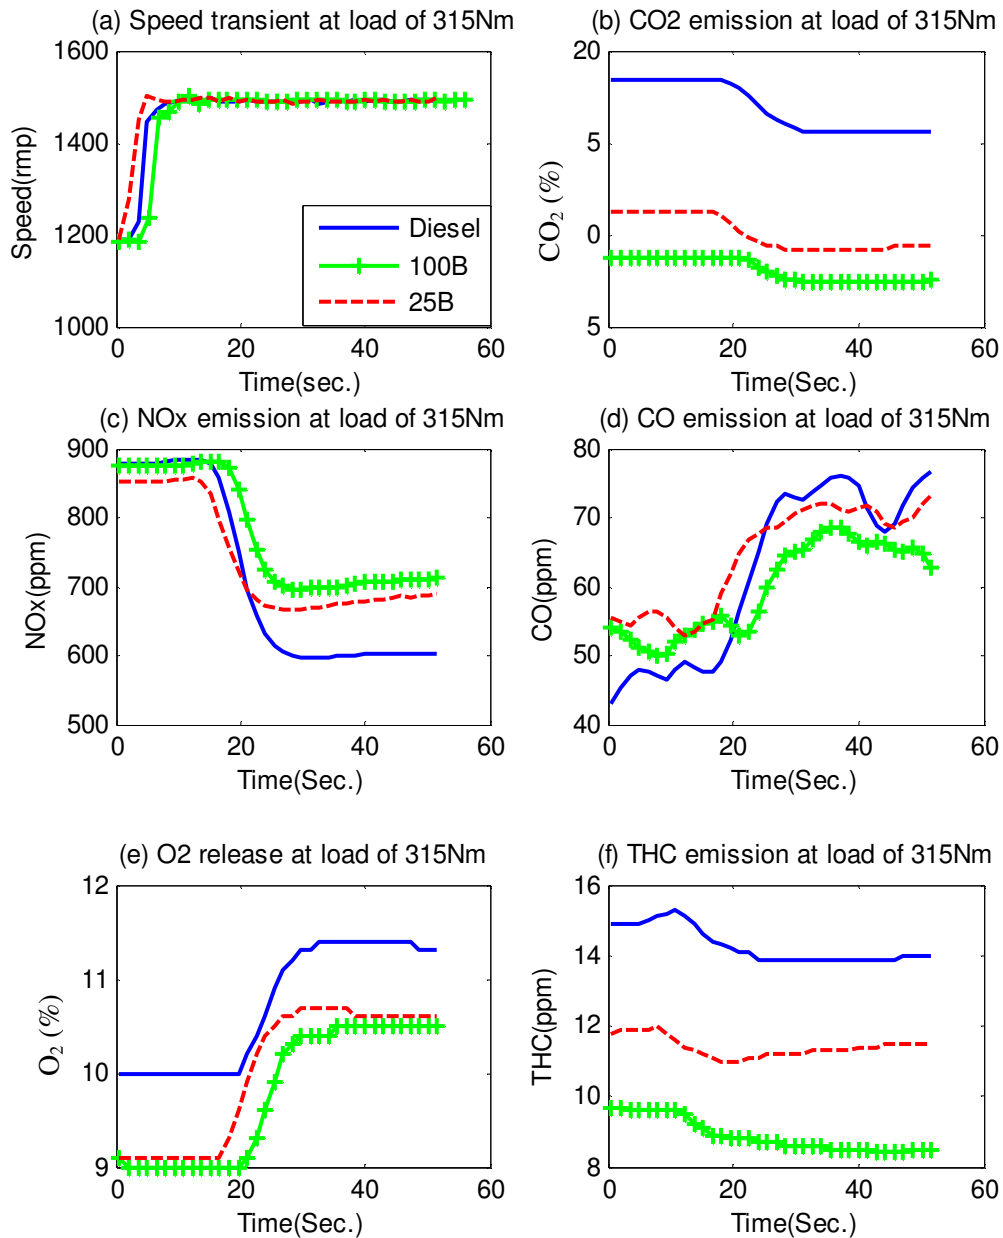 (a) Speed transient at load of 315Nm
(b) CO2 emission at load of 315Nm
1600
1400
1200
1000
Speed(rmp)
Diesel
100B
25B
0 20 40 60
Time(sec.)
20
5
0
5
CO₂ (%)
0 20 40 60
Time(Sec.)
(c) NOx emission at load of 315Nm
(d) CO emission at load of 315Nm
900
800
700
600
500
NOx(ppm)
0 20 40 60
Time(Sec.)
80
70
60
50
40
CO(ppm)
0 20 40 60
Time(Sec.)
(e) O2 release at load of 315Nm
(f) THC emission at load of 315Nm
12
11
10
9
O₂ (%)
0 20 40 60
Time(Sec.)
16
14
12
10
8
THC(ppm)
0 20 40 60
Time(Sec.)